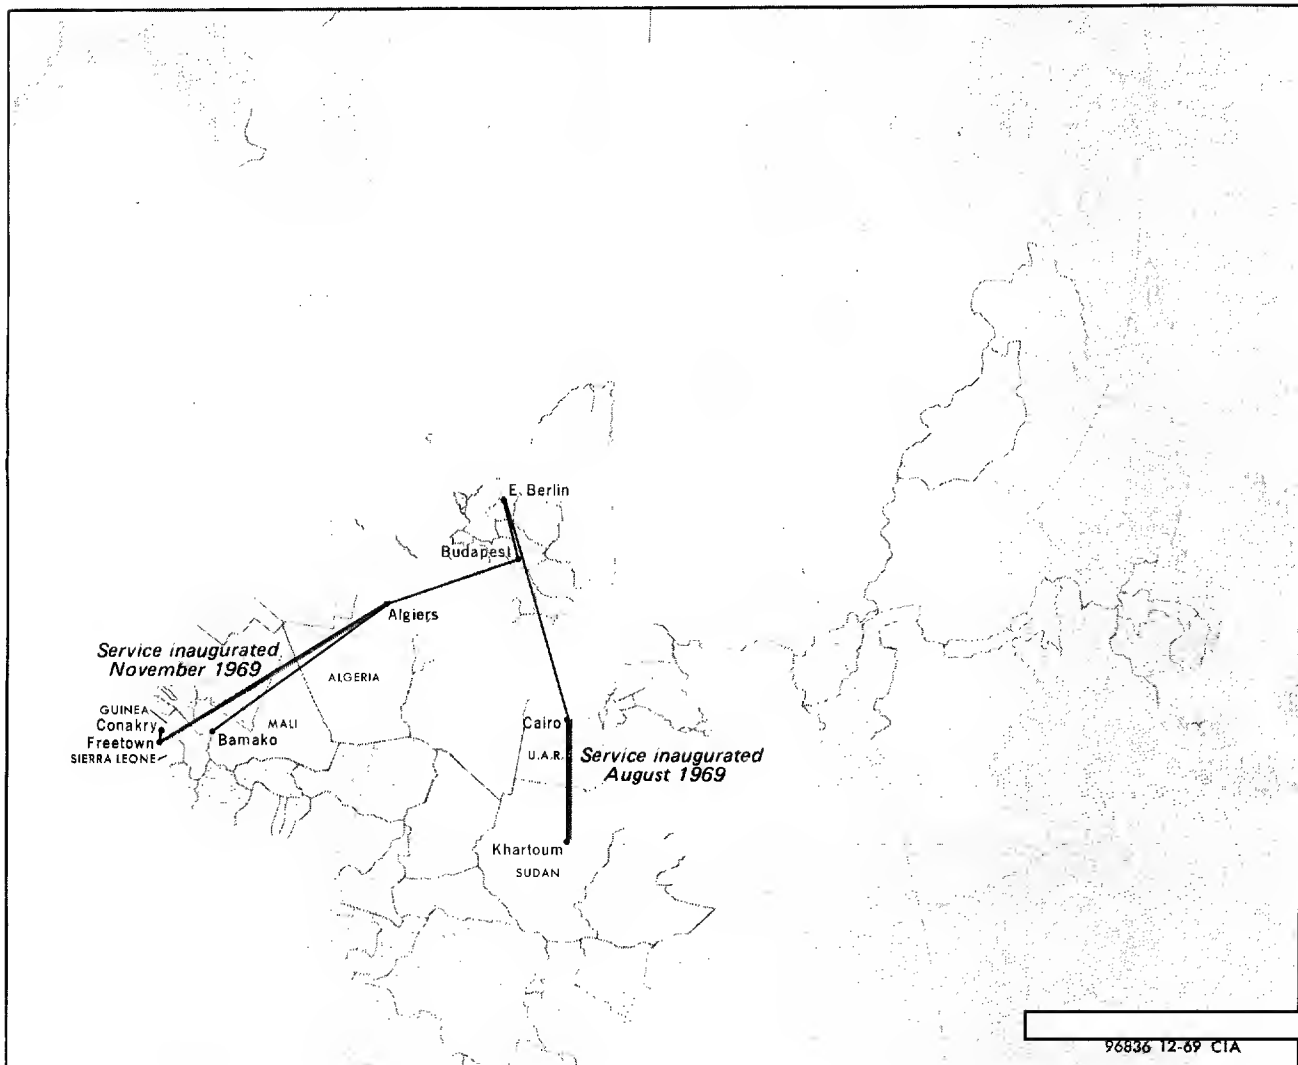 E. Berlin
Budapest
Algiers
Service inaugurated
November 1969
ALGERIA
GUINEA
Conakry
MALI
Freetown
Bamako
SIERRA LEONE
Cairo
U.A.R.
Service inaugurated
August 1969
Khartoum
SUDAN
96836 12-69 CIA